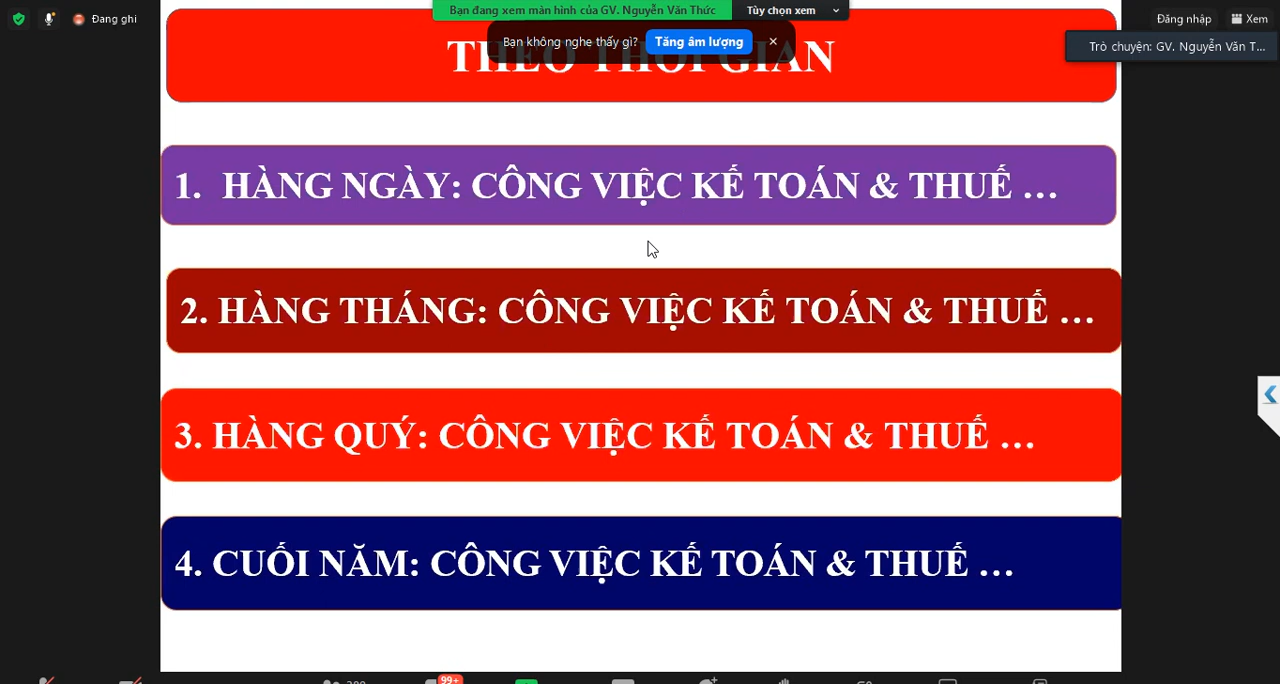 Bạn đang xem màn hình của GV. Nguyễn Văn Thức
Tùy chọn xem
Đang ghi
Đăng nhập
Xem
Bạn không nghe thấy gì?
Tăng âm lượng
Trò chuyện: GV. Nguyễn Văn T...
THEO THỜI GIAN
1. HÀNG NGÀY: CÔNG VIỆC KẾ TOÁN & THUẾ ...
2. HÀNG THÁNG: CÔNG VIỆC KẾ TOÁN & THUẾ ...
3. HÀNG QUÝ: CÔNG VIỆC KẾ TOÁN & THUẾ ...
4. CUỐI NĂM: CÔNG VIỆC KẾ TOÁN & THUẾ ...
99+